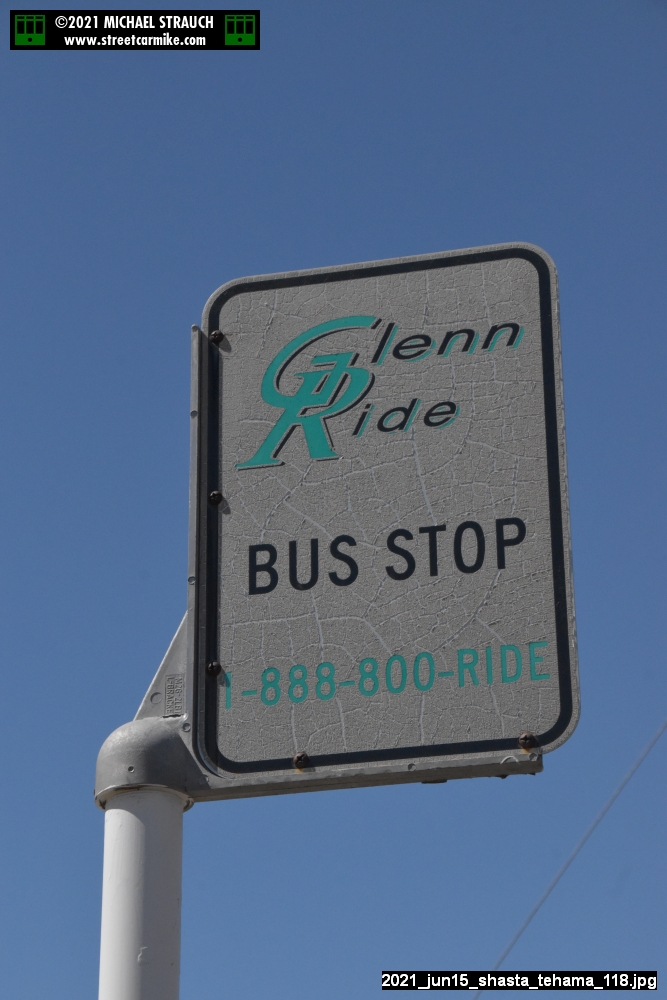 ©2021 MICHAEL STRAUCH
www.streetcarmike.com
Glenn
Ride
BUS STOP
1-888-800-RIDE
2021_jun15_shasta_tehama_118.jpg